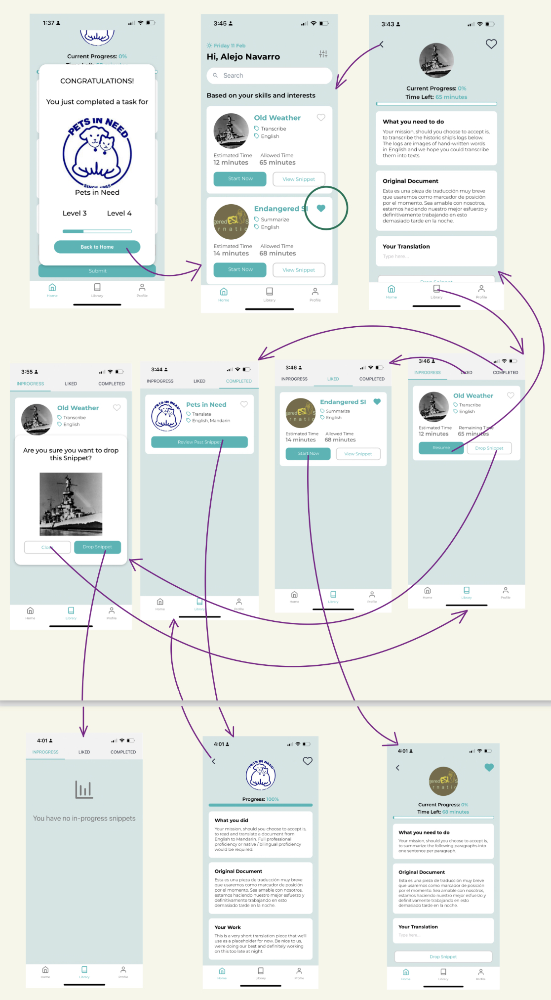 1:37
Current Progress: 0%
CONGRATULATIONS!
You just completed a task for
PETS IN NEED
SINCE 1965
Pets in Need
Level 3 Level 4
Back to Home
Submit
Home Library Profile
3:45
Friday 11 Feb
Hi, Alejo Navarro
Search
Based on your skills and interests
Old Weather
Transcribe
English
Estimated Time Allowed Time
12 minutes 65 minutes
Start Now View Snippet
Endangered SI
Summarize
English
gered ESI S
rnatio
Estimated Time Allowed Time
14 minutes 68 minutes
Start Now View Snippet
Home Library Profile
3:43
Current Progress: 0%
Time Left: 65 minutes
What you need to do
Your mission, should you choose to accept is,
to transcribe the historic ship's logs below.
The logs are images of hand-written words
in English and we hope you could transcribe
them into texts.
Original Document
Esta es una pieza de traducción muy breve
que usaremos como marcador de posición
por el momento. Sea amable con nosotros,
estamos haciendo nuestro mejor esfuerzo y
definitivamente trabajando en esto
demasiado tarde en la noche.
Your Translation
Type here...
Drop Snippet
Home Library Profile
3:55
INPROGRESS LIKED COMPLETED
Old Weather
Transcribe
English
Are you sure you want to drop
this Snippet?
Close Drop Snippet
Home Library Profile
3:44
INPROGRESS LIKED COMPLETED
PETS IN NEED
Pets in Need
Translate
English, Mandarin
Review Past Snippet
Home Library Profile
3:46
INPROGRESS LIKED COMPLETED
Endangered SI
Summarize
English
gered ESI S
rnatio
Estimated Time Allowed Time
14 minutes 68 minutes
Start Now View Snippet
Home Library Profile
3:46
INPROGRESS LIKED COMPLETED
Old Weather
Transcribe
English
Estimated Time Remaining Time
12 minutes 65 minutes
Resume Drop Snippet
Home Library Profile
4:01
INPROGRESS LIKED COMPLETED
You have no in-progress snippets
Home Library Profile
4:01
PETS IN NEED
Progress: 100%
What you did
Your mission, should you choose to accept is,
to read and translate a document from
English to Mandarin. Full professional
proficiency or native / bilingual proficiency
would be required.
Original Document
Esta es una pieza de traducción muy breve
que usaremos como marcador de posición
por el momento. Sea amable con nosotros,
estamos haciendo nuestro mejor esfuerzo y
definitivamente trabajando en esto
demasiado tarde en la noche.
Your Work
This is a very short translation piece that we'll
use as a placeholder for now. Be nice to us,
we're doing our best and definitely working
on this too late at night.
Home Library Profile
4:01
gered ESI S
rnatio
Current Progress: 0%
Time Left: 68 minutes
What you need to do
Your mission, should you choose to accept is,
to summarize the following paragraphs into
one sentence per paragraph.
Original Document
Esta es una pieza de traducción muy breve
que usaremos como marcador de posición
por el momento. Sea amable con nosotros,
estamos haciendo nuestro mejor esfuerzo y
definitivamente trabajando en esto
demasiado tarde en la noche.
Your Translation
Type here...
Drop Snippet
Home Library Profile